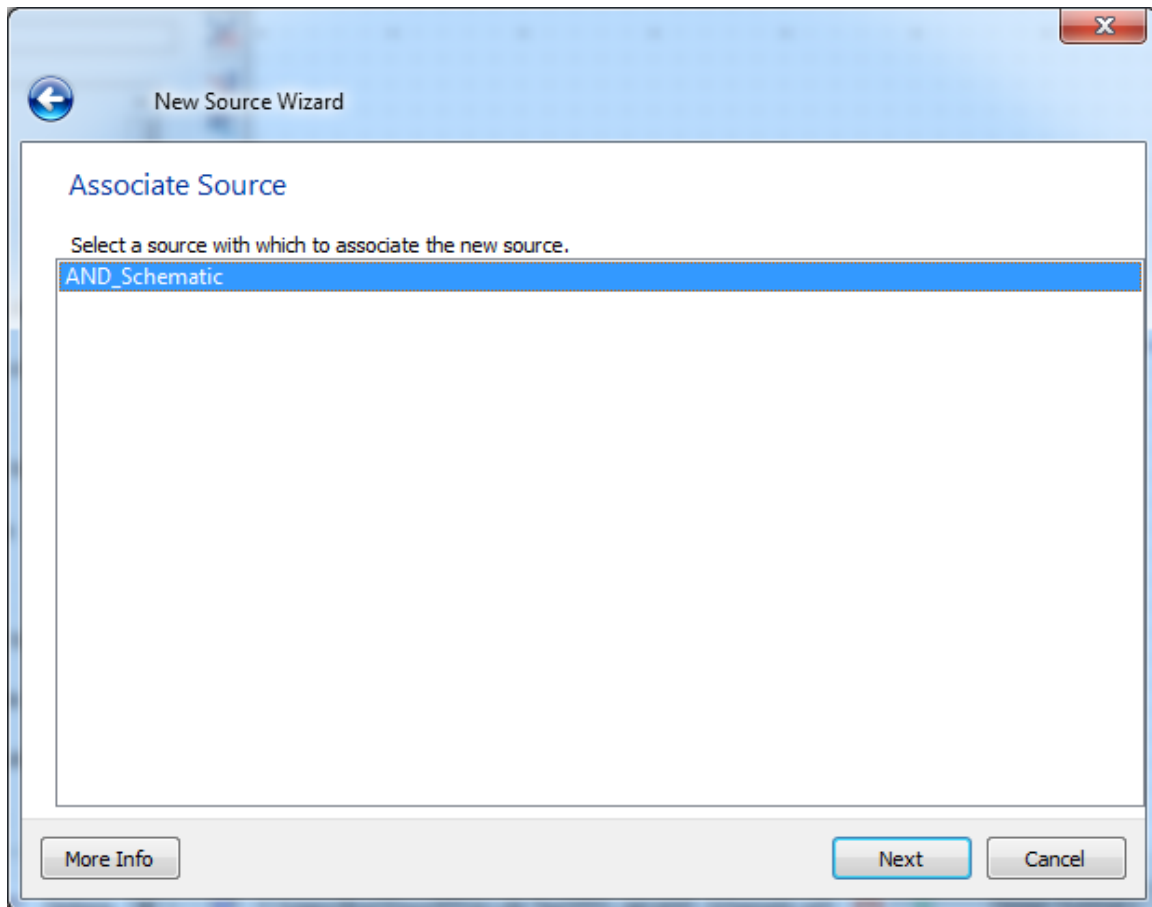 New Source Wizard
Associate Source
Select a source with which to associate the new source.
AND_Schematic
More Info
Next
Cancel